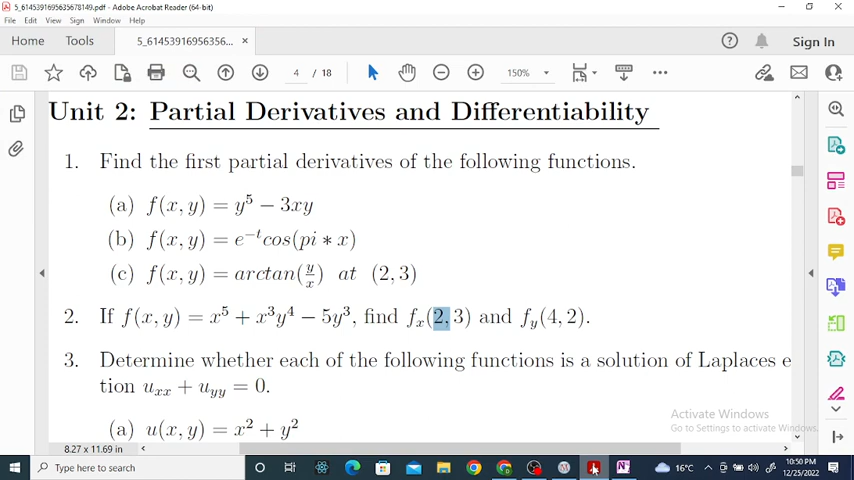 5_6145391695635678149.pdf - Adobe Acrobat Reader (64-bit)
File Edit View Sign Window Help
Home Tools 5_61453916956356... × Sign In
4 / 18 150%
Unit 2: Partial Derivatives and Differentiability
1. Find the first partial derivatives of the following functions.
(a) f(x, y) = y⁵ − 3xy
(b) f(x, y) = e⁻ᵗcos(pi ∗ x)
(c) f(x, y) = arctan(y/x) at (2, 3)
2. If f(x, y) = x⁵ + x³y⁴ − 5y³, find fₓ(2, 3) and f_y(4, 2).
3. Determine whether each of the following functions is a solution of Laplaces e
tion u_xx + u_yy = 0.
(a) u(x, y) = x² + y²
Activate Windows
Go to Settings to activate Windows.
8.27 x 11.69 in
Type here to search
16°C
10:50 PM
12/25/2022